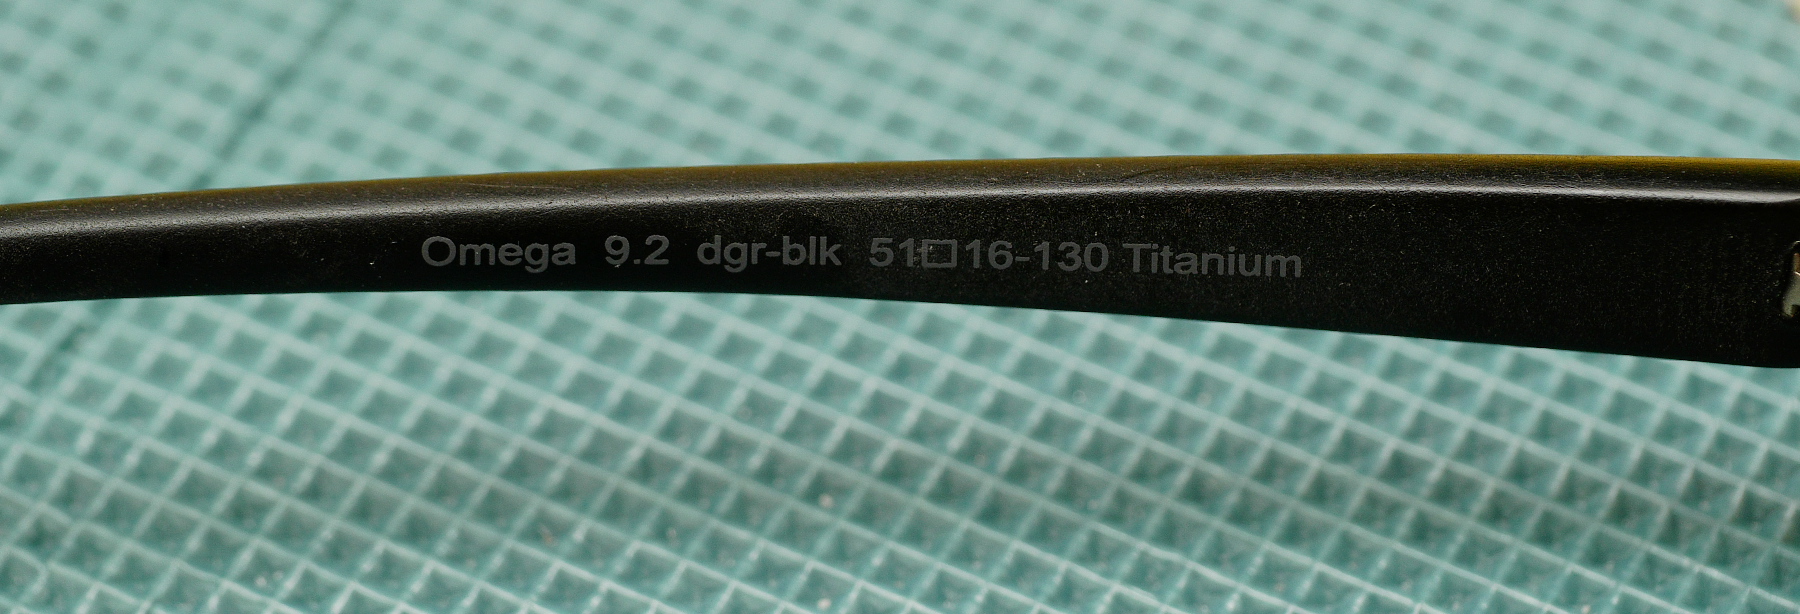 Omega 9.2 dgr-blk 51□16-130 Titanium